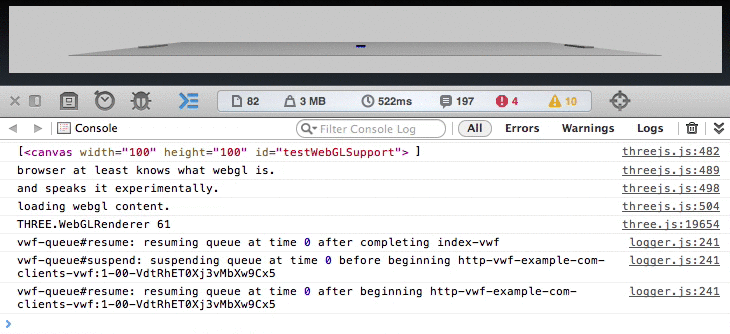 82 3 MB 522ms 197 4 10
Console Filter Console Log All Errors Warnings Logs
[<canvas width="100" height="100" id="testWebGLSupport"> ] threejs.js:482
browser at least knows what webgl is. threejs.js:489
and speaks it experimentally. threejs.js:498
loading webgl content. threejs.js:504
THREE.WebGLRenderer 61 three.js:19654
vwf-queue#resume: resuming queue at time 0 after completing index-vwf logger.js:241
vwf-queue#suspend: suspending queue at time 0 before beginning http-vwf-example-com- logger.js:241
clients-vwf:1-00-VdtRhET0Xj3vMbXw9Cx5
vwf-queue#resume: resuming queue at time 0 after beginning http-vwf-example-com- logger.js:241
clients-vwf:1-00-VdtRhET0Xj3vMbXw9Cx5